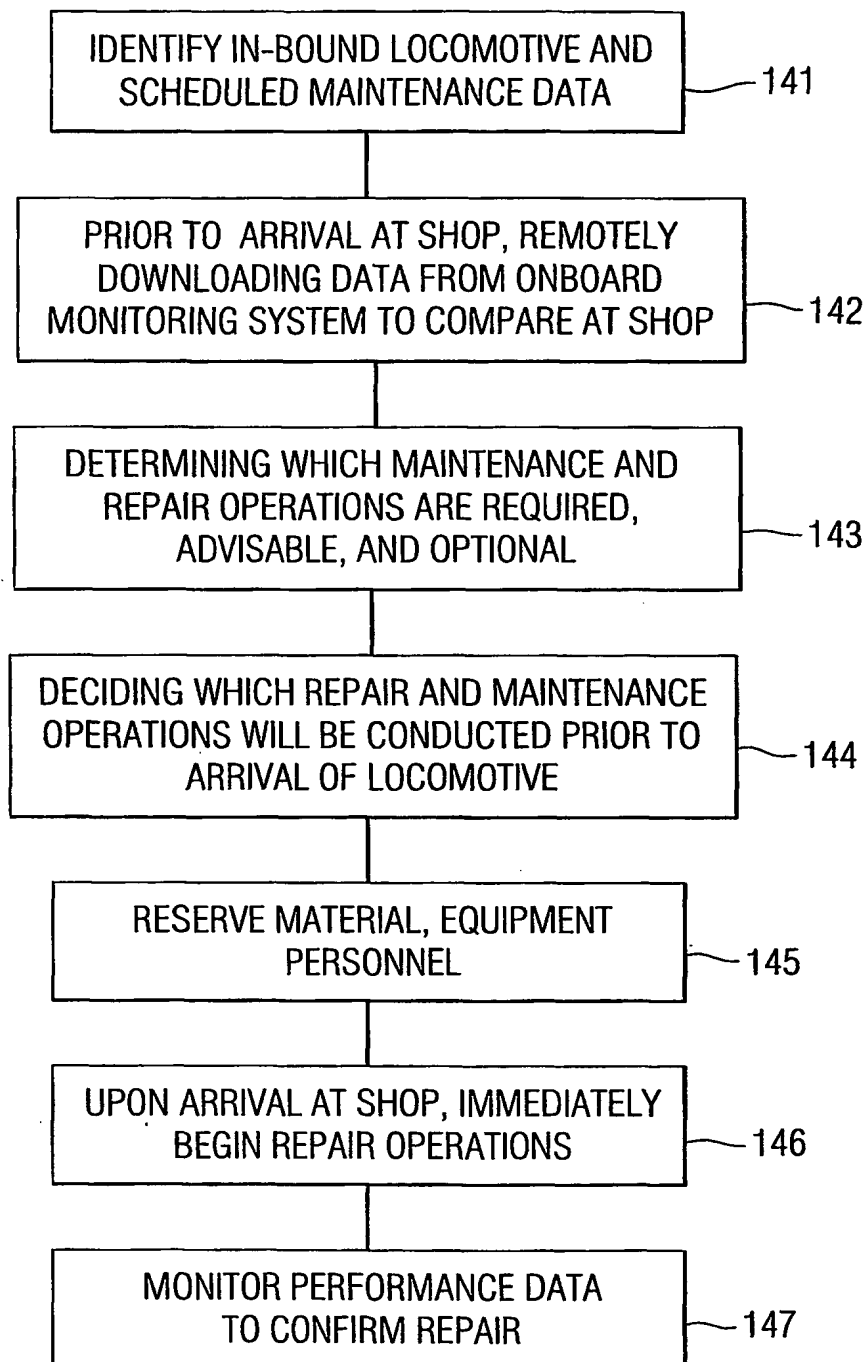 IDENTIFY IN-BOUND LOCOMOTIVE AND
SCHEDULED MAINTENANCE DATA
141
PRIOR TO ARRIVAL AT SHOP, REMOTELY
DOWNLOADING DATA FROM ONBOARD
MONITORING SYSTEM TO COMPARE AT SHOP
142
DETERMINING WHICH MAINTENANCE AND
REPAIR OPERATIONS ARE REQUIRED,
ADVISABLE, AND OPTIONAL
143
DECIDING WHICH REPAIR AND MAINTENANCE
OPERATIONS WILL BE CONDUCTED PRIOR TO
ARRIVAL OF LOCOMOTIVE
144
RESERVE MATERIAL, EQUIPMENT
PERSONNEL
145
UPON ARRIVAL AT SHOP, IMMEDIATELY
BEGIN REPAIR OPERATIONS
146
MONITOR PERFORMANCE DATA
TO CONFIRM REPAIR
147